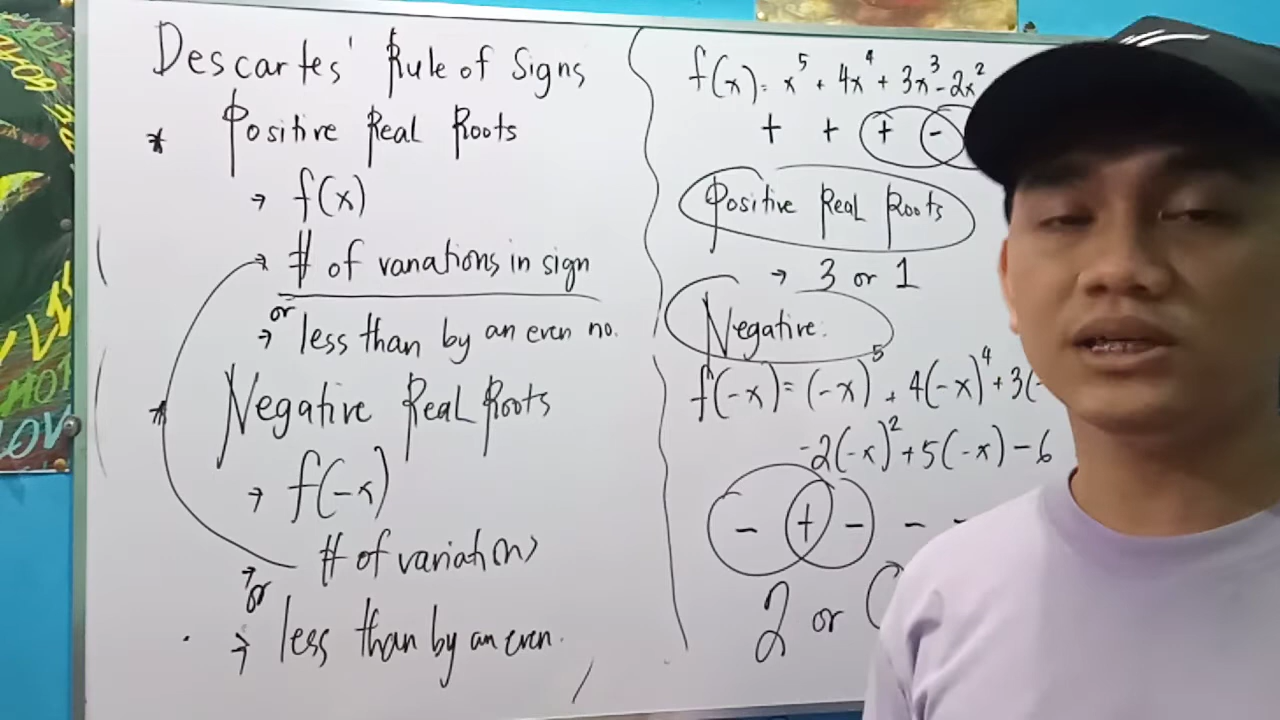 Descartes' Rule of Signs
* Positive Real Roots
→ f(x)
→ # of variations in sign
or
→ less than by an even no.
* Negative Real Roots
→ f(-x)
→ # of variations
or
→ less than by an even.
f(x) = x⁵ + 4x⁴ + 3x³ - 2x²
+ + + -
Positive Real Roots
→ 3 or 1
Negative:
f(-x) = (-x)⁵ + 4(-x)⁴ + 3(-
-2(-x)² + 5(-x) - 6
- + - - -
2 or